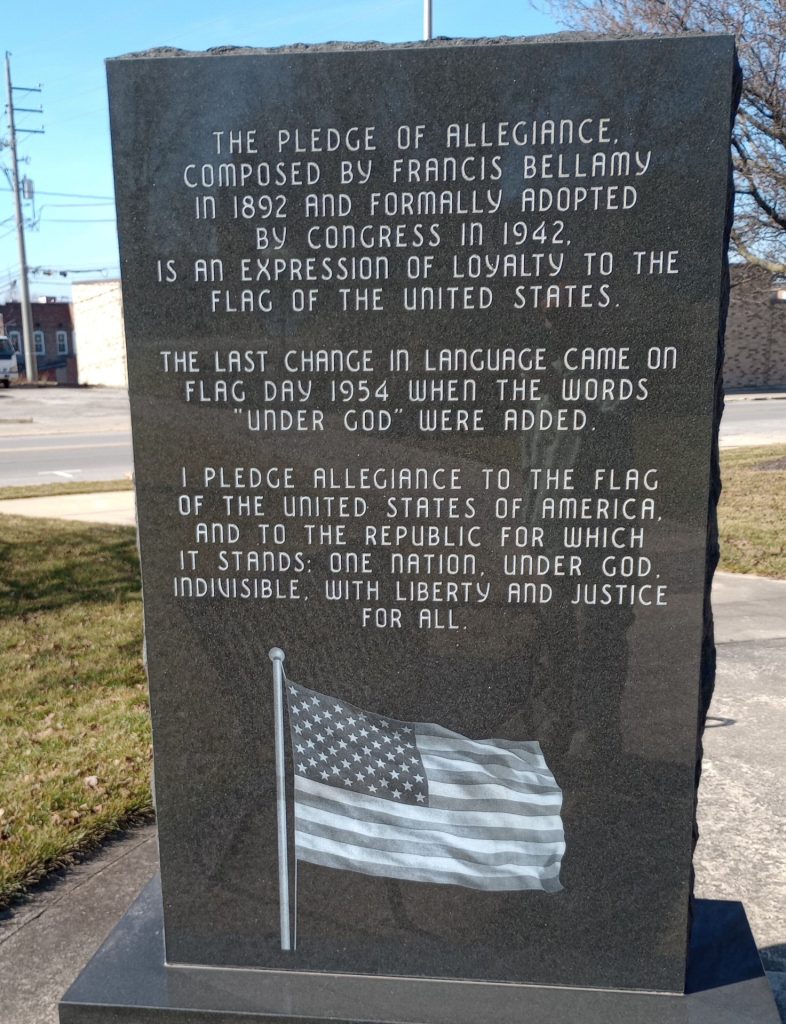 THE PLEDGE OF ALLEGIANCE,
COMPOSED BY FRANCIS BELLAMY
IN 1892 AND FORMALLY ADOPTED
BY CONGRESS IN 1942,
IS AN EXPRESSION OF LOYALTY TO THE
FLAG OF THE UNITED STATES.
THE LAST CHANGE IN LANGUAGE CAME ON
FLAG DAY 1954 WHEN THE WORDS
"UNDER GOD" WERE ADDED.
I PLEDGE ALLEGIANCE TO THE FLAG
OF THE UNITED STATES OF AMERICA,
AND TO THE REPUBLIC FOR WHICH
IT STANDS: ONE NATION, UNDER GOD,
INDIVISIBLE, WITH LIBERTY AND JUSTICE
FOR ALL.